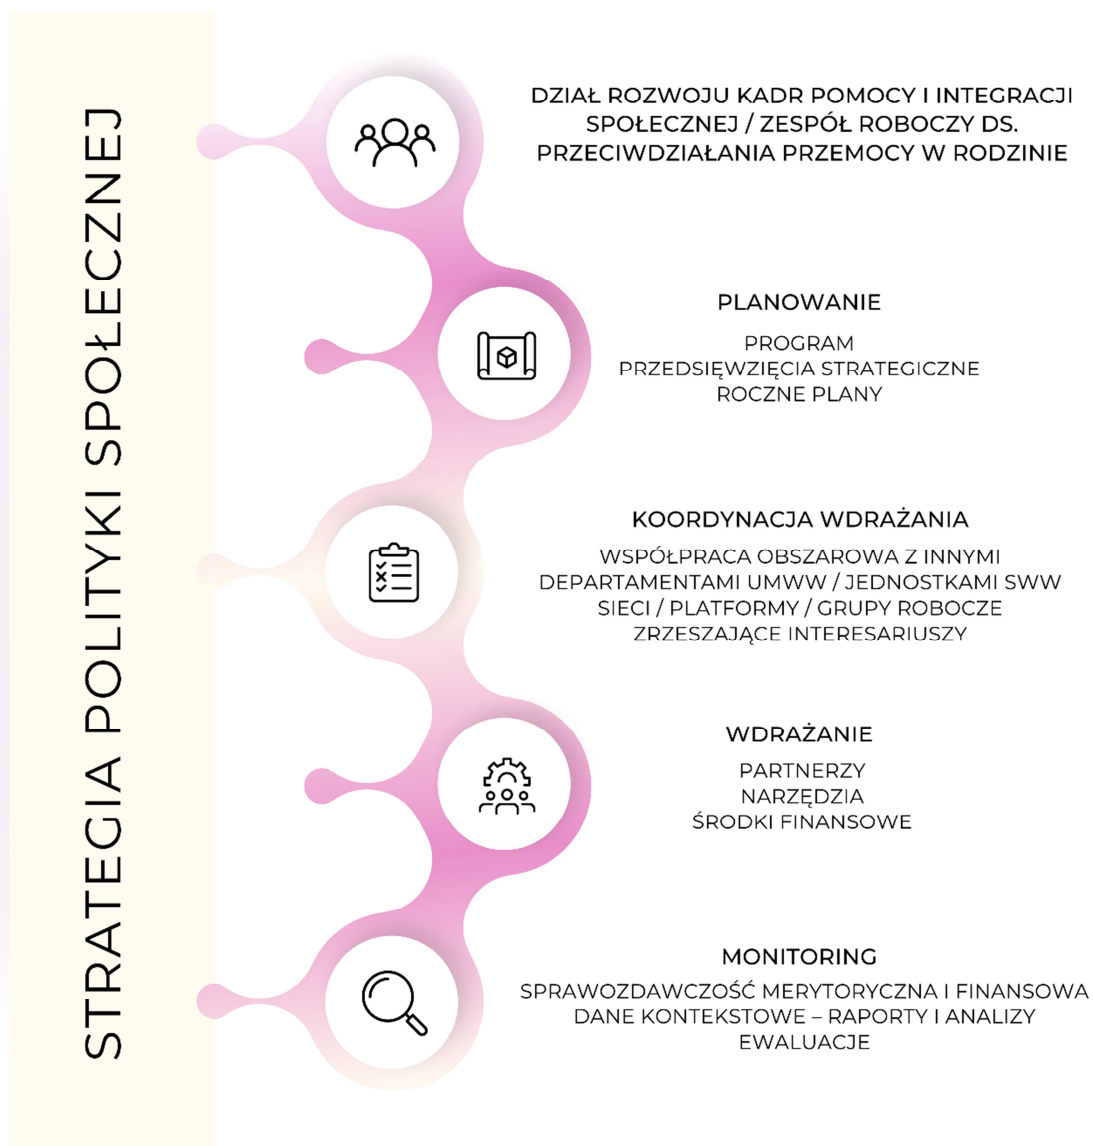 STRATEGIA POLITYKI SPOŁECZNEJ
DZIAŁ ROZWOJU KADR POMOCY I INTEGRACJI
SPOŁECZNEJ / ZESPÓŁ ROBOCZY DS.
PRZECIWDZIAŁANIA PRZEMOCY W RODZINIE
PLANOWANIE
PROGRAM
PRZEDSIĘWZIĘCIA STRATEGICZNE
ROCZNE PLANY
KOORDYNACJA WDRAŻANIA
WSPÓŁPRACA OBSZAROWA Z INNYMI
DEPARTAMENTAMI UMWW / JEDNOSTKAMI SWW
SIECI / PLATFORMY / GRUPY ROBOCZE
ZRZESZAJĄCE INTERESARIUSZY
WDRAŻANIE
PARTNERZY
NARZĘDZIA
ŚRODKI FINANSOWE
MONITORING
SPRAWOZDAWCZOŚĆ MERYTORYCZNA I FINANSOWA
DANE KONTEKSTOWE – RAPORTY I ANALIZY
EWALUACJE